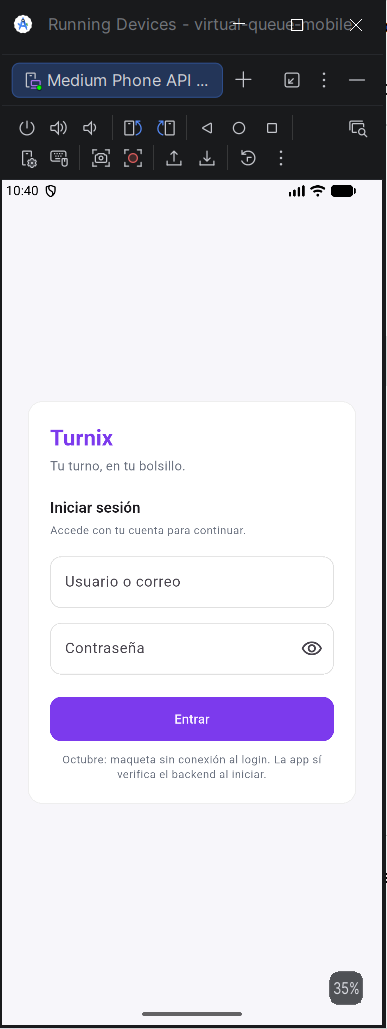 Running Devices - virtual-queue-mobile
Medium Phone API ...
10:40
Turnix
Tu turno, en tu bolsillo.
Iniciar sesión
Accede con tu cuenta para continuar.
Usuario o correo
Contraseña
Entrar
Octubre: maqueta sin conexión al login. La app sí
verifica el backend al iniciar.
35%